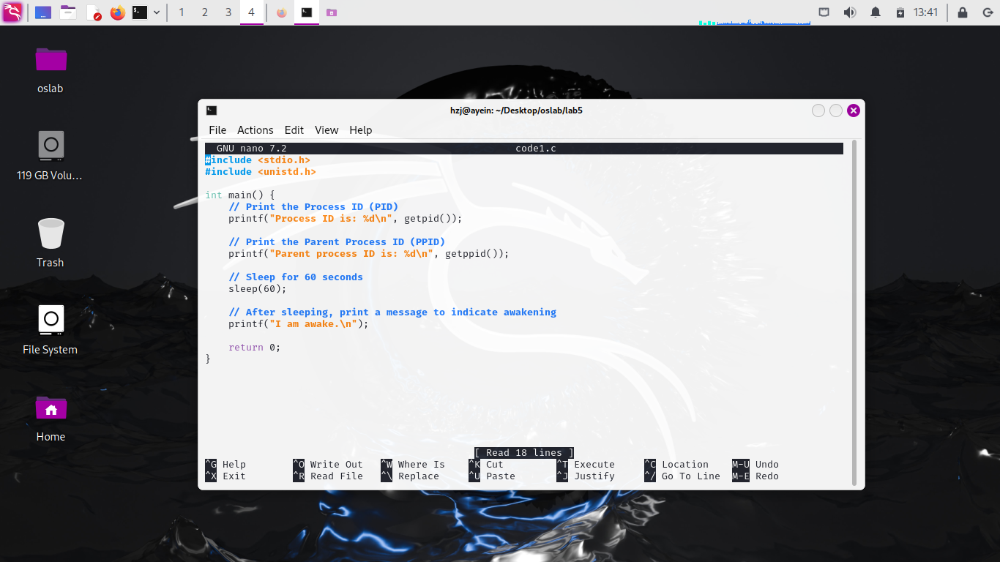 1 2 3 4
13:41
oslab
119 GB Volu...
Trash
File System
Home
hzj@ayein: ~/Desktop/oslab/lab5
File Actions Edit View Help
GNU nano 7.2 code1.c
#include <stdio.h>
#include <unistd.h>
int main() {
// Print the Process ID (PID)
printf("Process ID is: %d\n", getpid());
// Print the Parent Process ID (PPID)
printf("Parent process ID is: %d\n", getppid());
// Sleep for 60 seconds
sleep(60);
// After sleeping, print a message to indicate awakening
printf("I am awake.\n");
return 0;
}
[ Read 18 lines ]
^G Help ^O Write Out ^W Where Is ^K Cut ^T Execute ^C Location M-U Undo
^X Exit ^R Read File ^\ Replace ^U Paste ^J Justify ^/ Go To Line M-E Redo